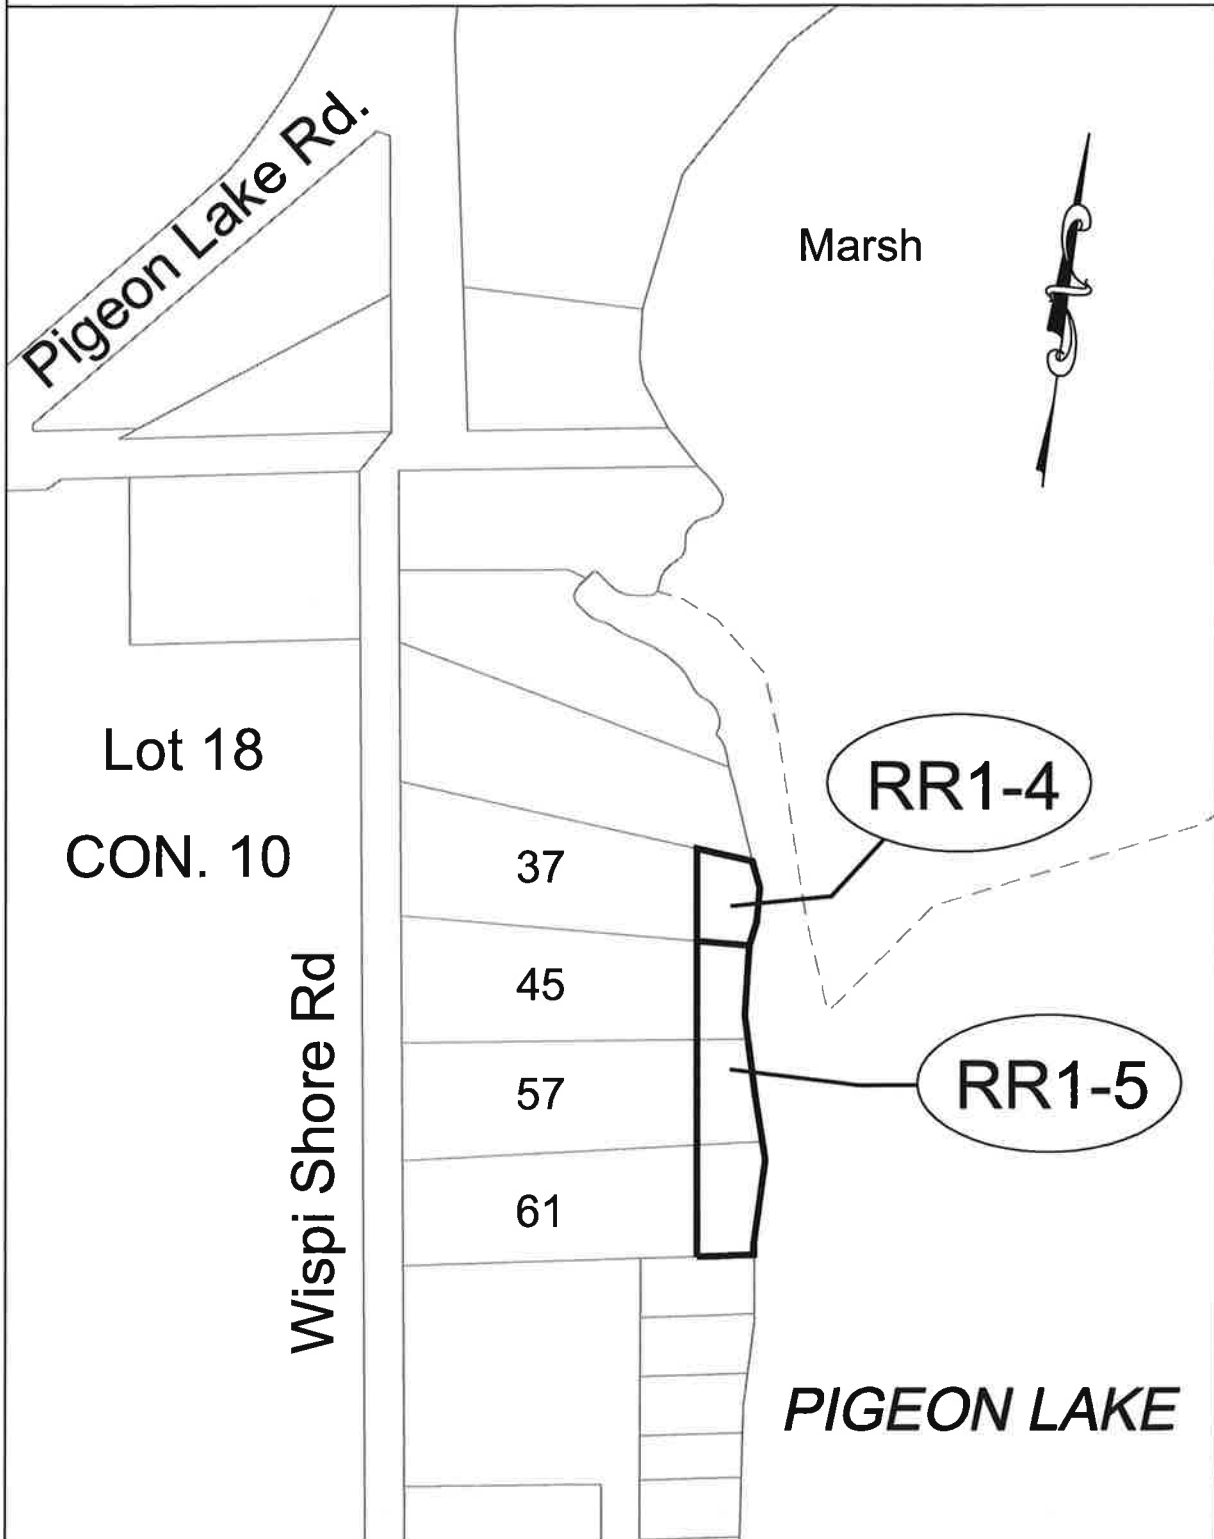 Pigeon Lake Rd.
Marsh
Lot 18
CON. 10
RR1-4
37
45
57
61
RR1-5
Wispi Shore Rd
PIGEON LAKE